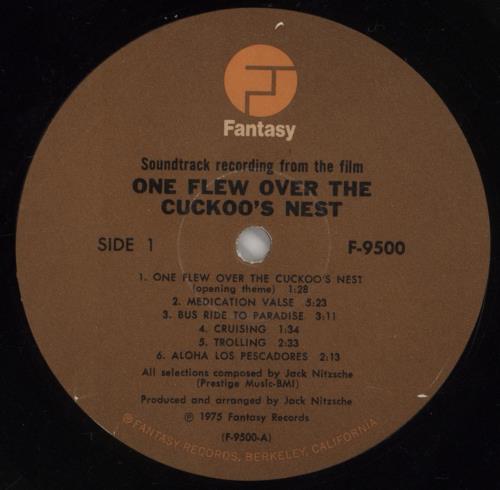 Fantasy
Soundtrack recording from the film
ONE FLEW OVER THE
CUCKOO'S NEST
SIDE 1
F-9500
1. ONE FLEW OVER THE CUCKOO'S NEST
(opening theme) 1:28
2. MEDICATION VALSE 5:23
3. BUS RIDE TO PARADISE 3:11
4. CRUISING 1:34
5. TROLLING 2:33
6. ALOHA LOS PESCADORES 2:13
All selections composed by Jack Nitzsche
(Prestige Music-BMI)
Produced and arranged by Jack Nitzsche
℗ 1975 Fantasy Records
(F-9500-A)
©FANTASY RECORDS, BERKELEY, CALIFORNIA